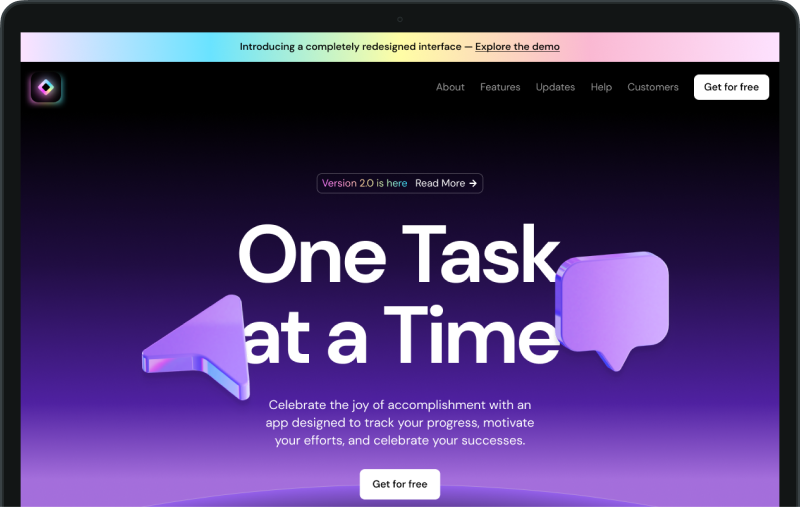 Introducing a completely redesigned interface — Explore the demo
About Features Updates Help Customers Get for free
Version 2.0 is here Read More →
One Task
at a Time
Celebrate the joy of accomplishment with an
app designed to track your progress, motivate
your efforts, and celebrate your successes.
Get for free